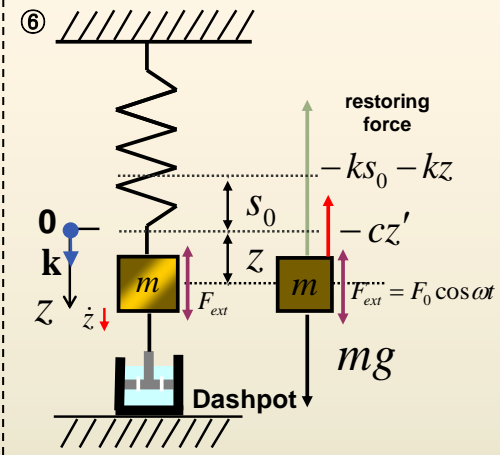 ⑥
restoring
force
−ks₀ − kz
s₀
0
−cz′
k
z
z
m
m
F_ext
F_ext = F₀ cos ωt
ż
mg
Dashpot